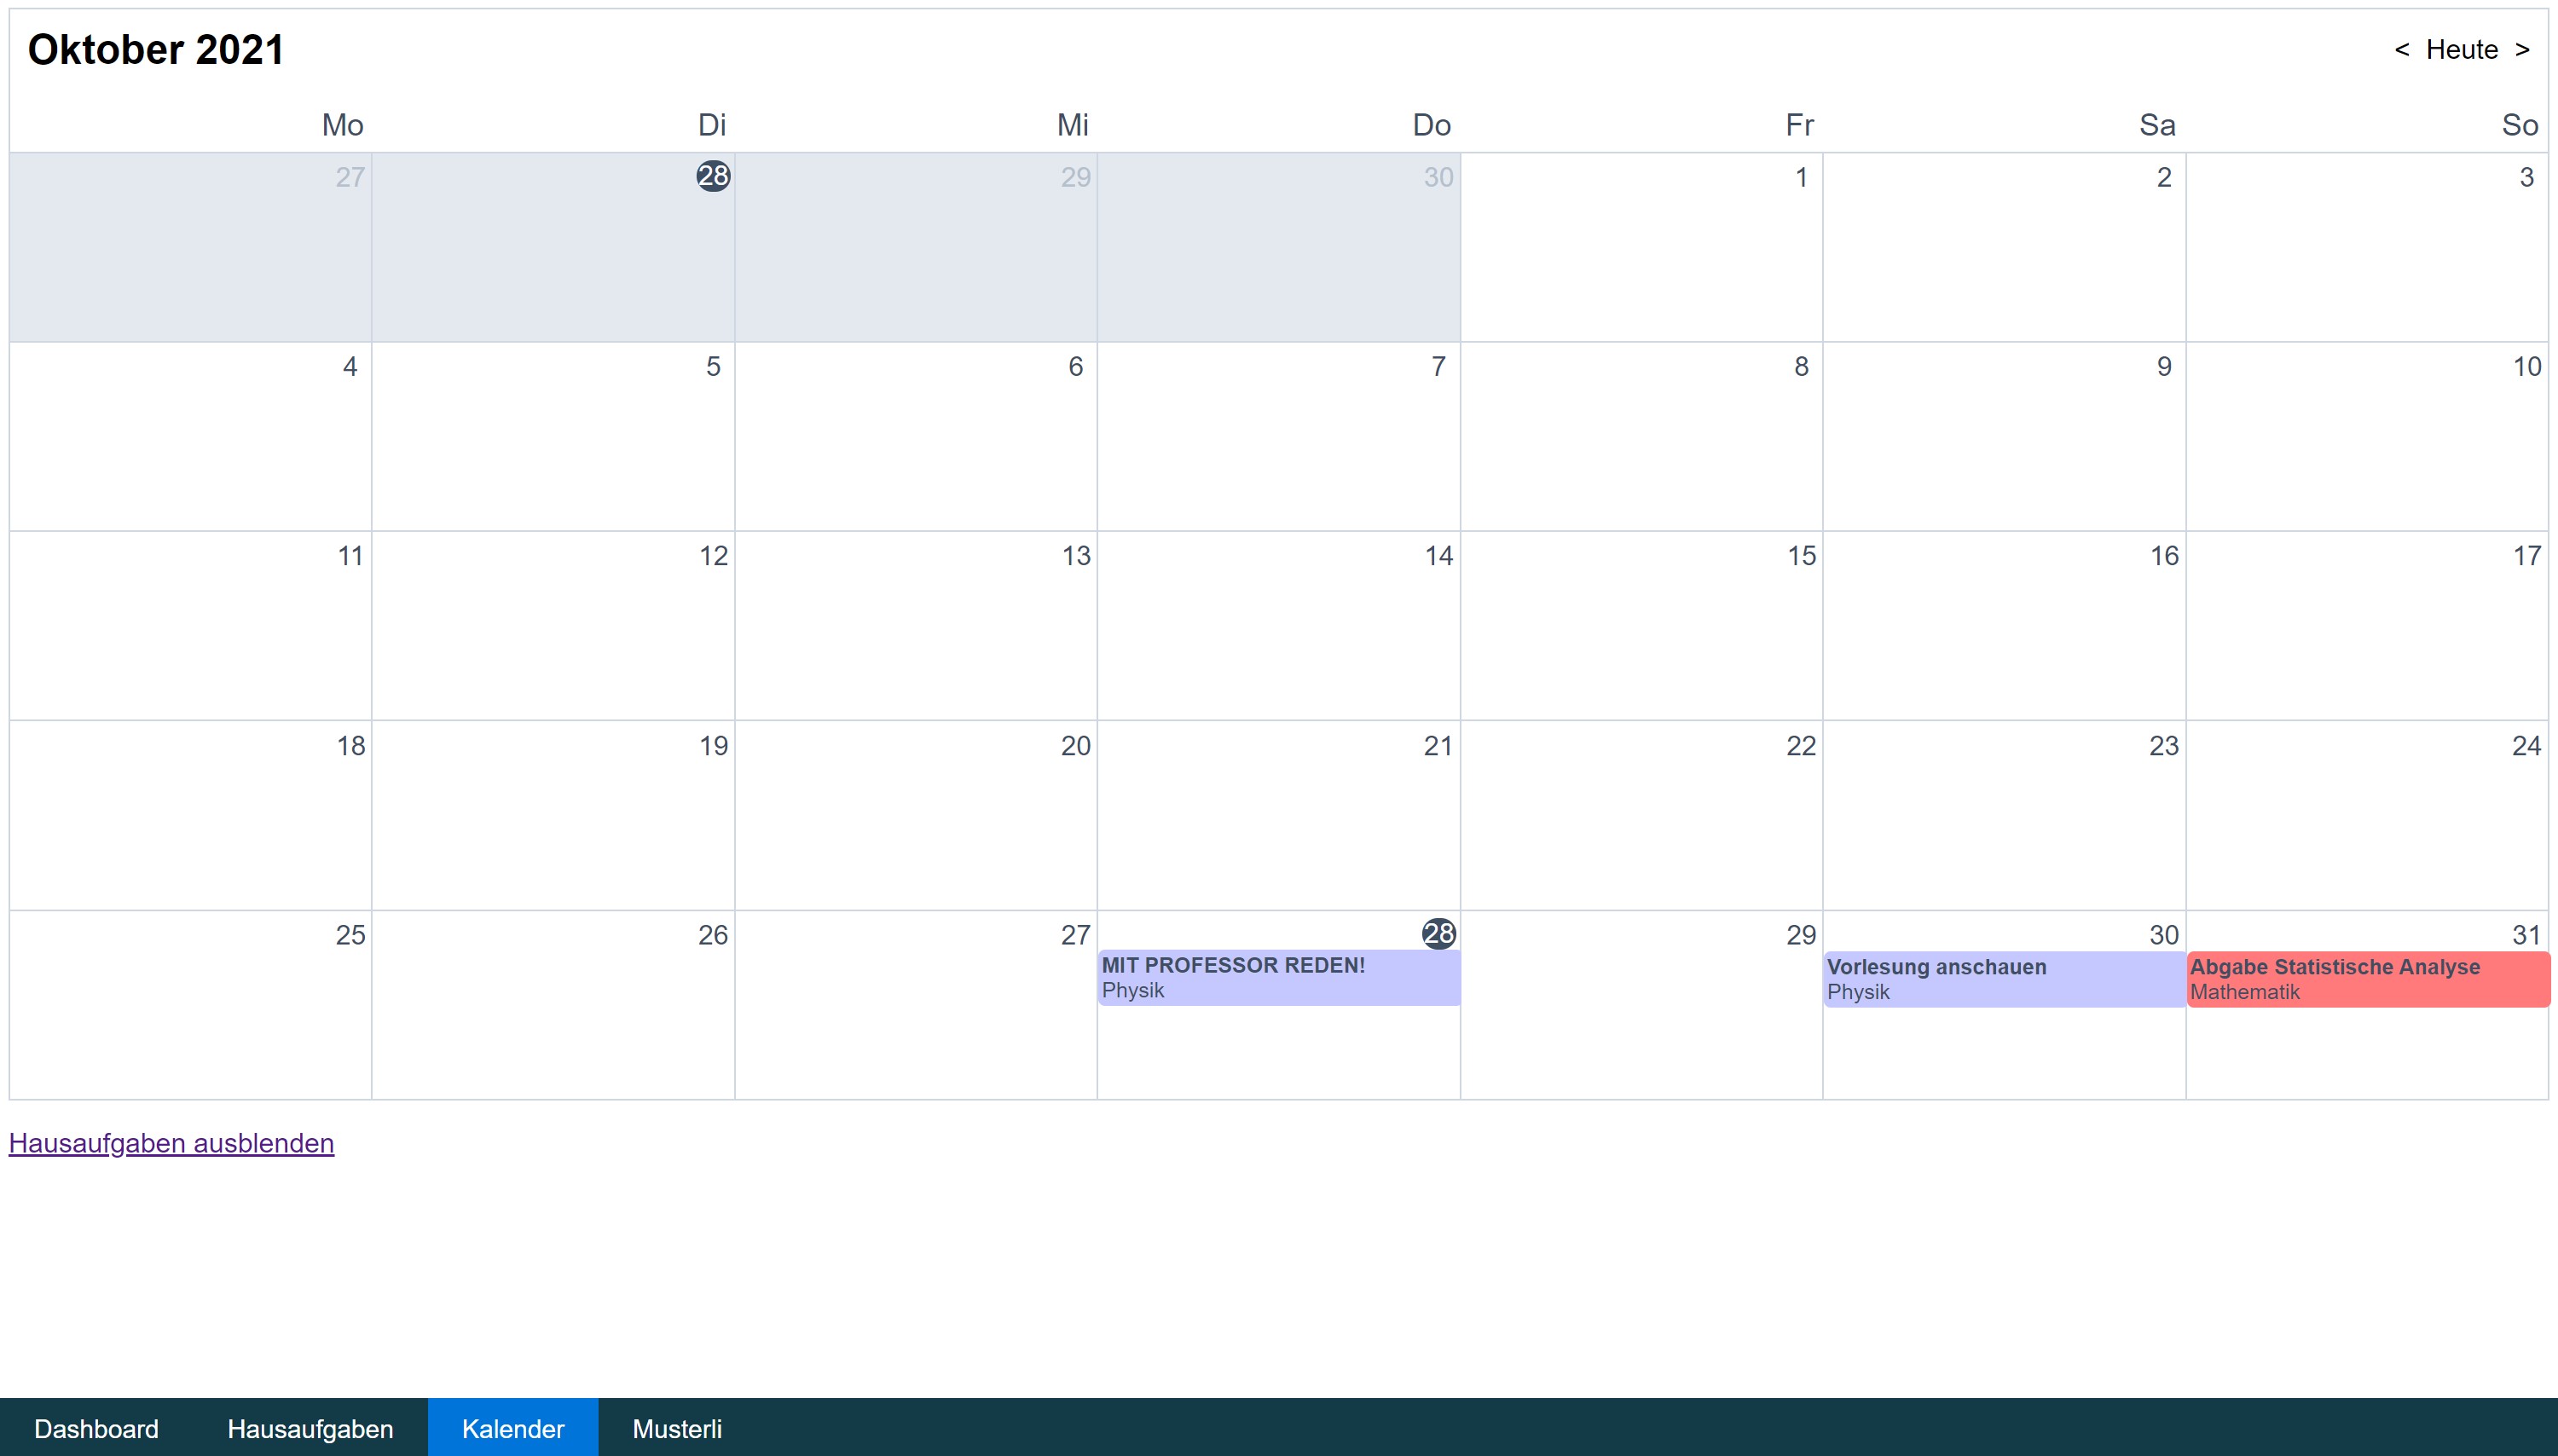 Oktober 2021
< Heute >
Mo Di Mi Do Fr Sa So
27 28 29 30 1 2 3
4 5 6 7 8 9 10
11 12 13 14 15 16 17
18 19 20 21 22 23 24
25 26 27 28 29 30 31
MIT PROFESSOR REDEN!
Physik
Vorlesung anschauen
Physik
Abgabe Statistische Analyse
Mathematik
Hausaufgaben ausblenden
Dashboard Hausaufgaben Kalender Musterli